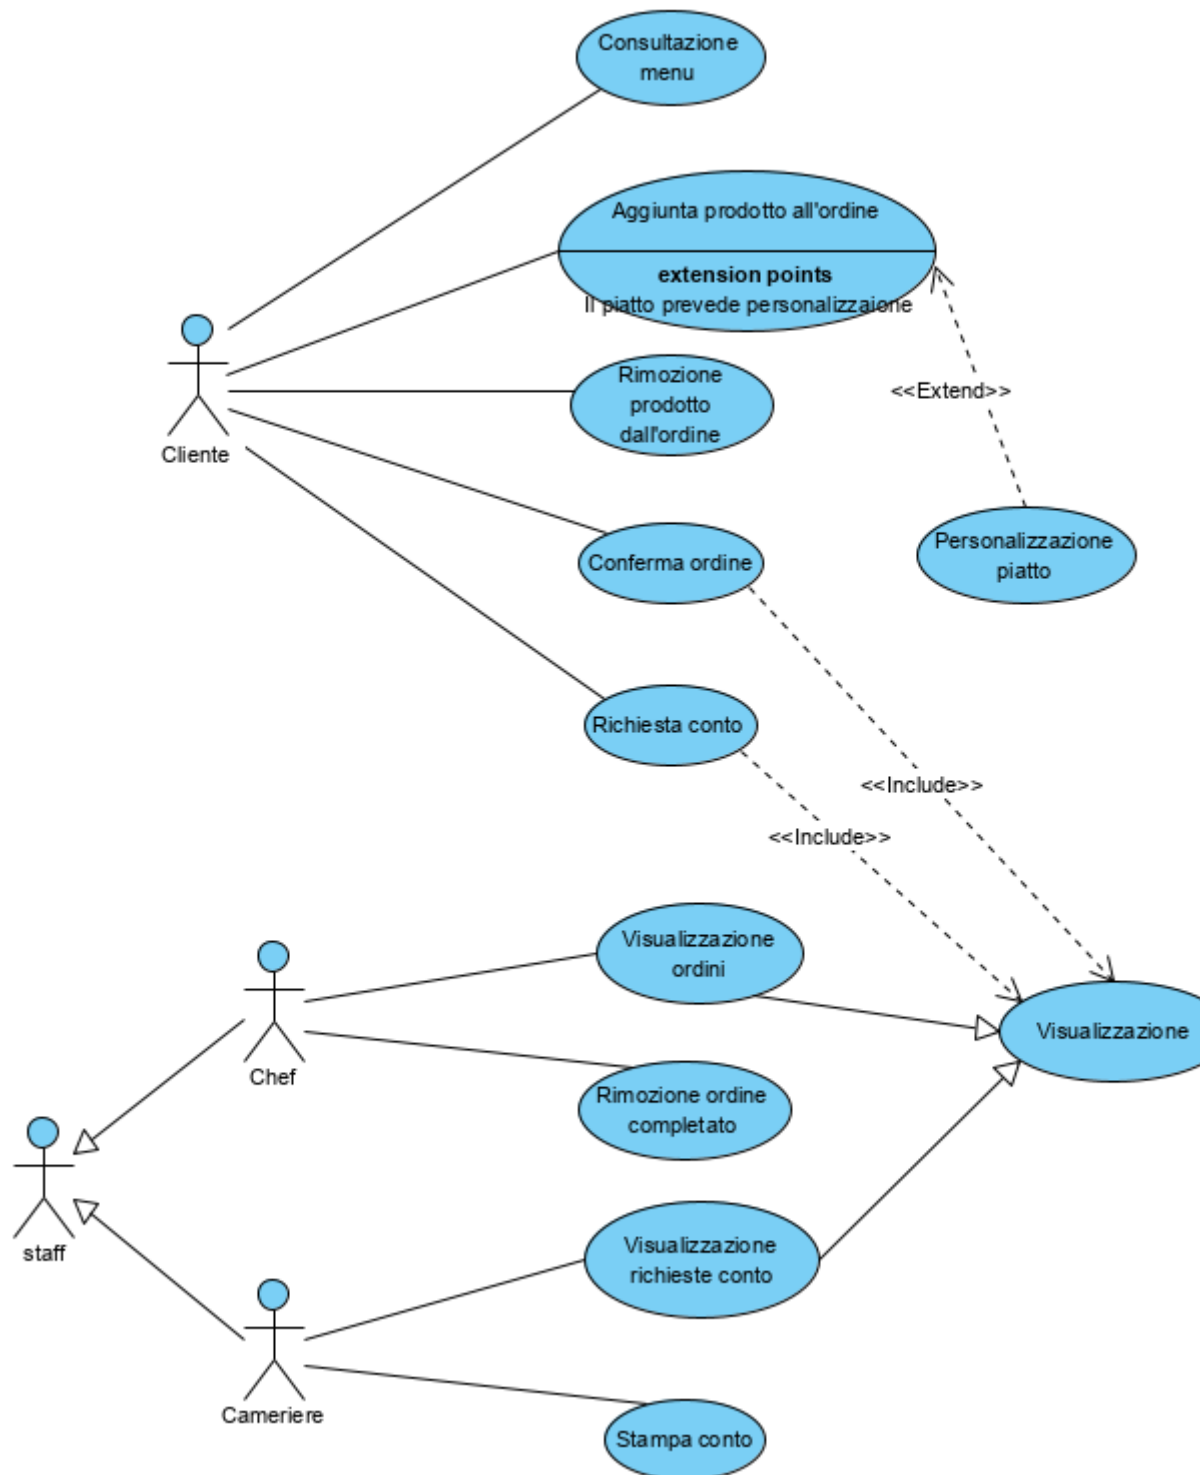 Consultazione
menu
Aggiunta prodotto all'ordine
extension points
Il piatto prevede personalizzaione
Rimozione
prodotto
dall'ordine
<<Extend>>
Cliente
Conferma ordine
Personalizzazione
piatto
Richiesta conto
<<Include>>
<<Include>>
Visualizzazione
ordini
Visualizzazione
Chef
Rimozione ordine
completato
staff
Visualizzazione
richieste conto
Cameriere
Stampa conto